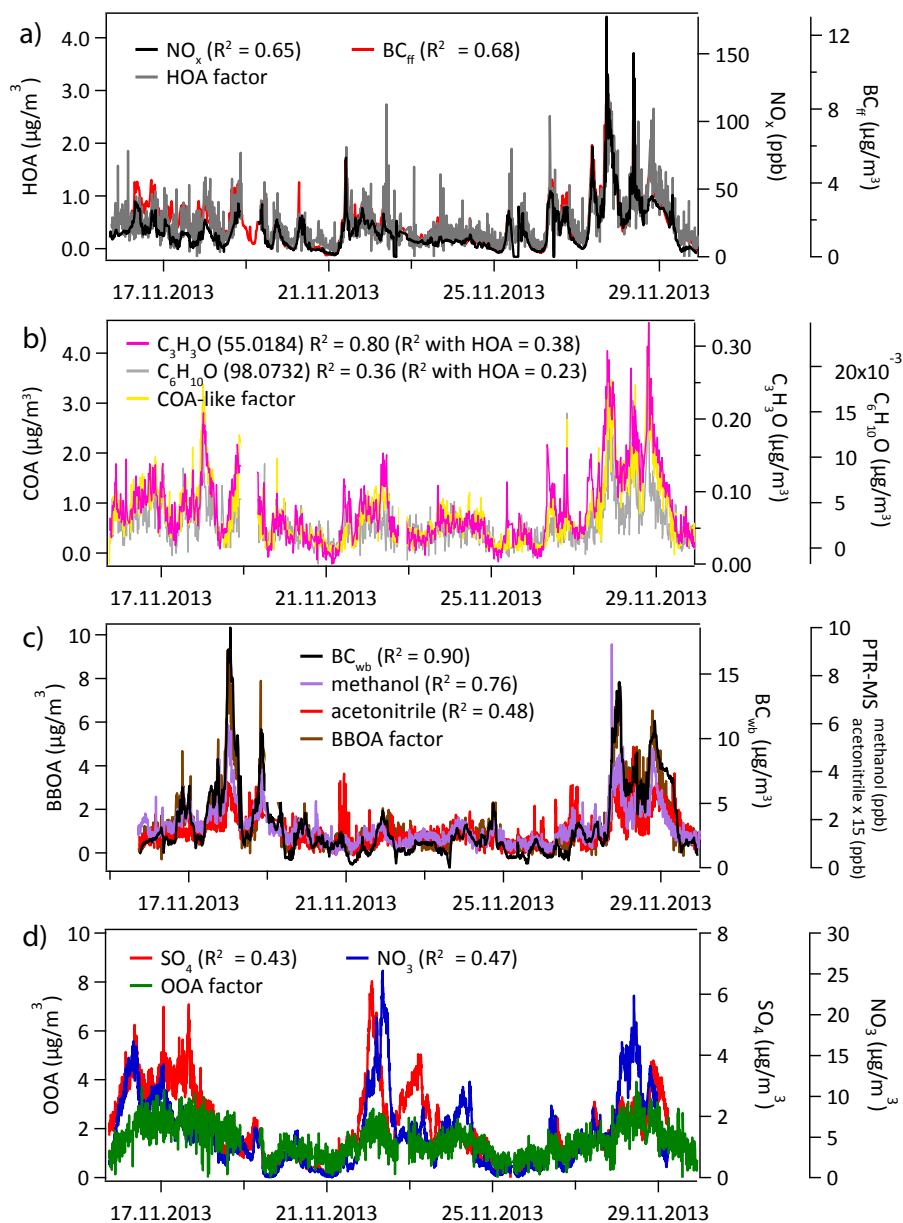 a)
4.0
3.0
2.0
1.0
0.0
HOA (µg/m³)
NOₓ (R² = 0.65)
BC_ff (R² = 0.68)
HOA factor
150
100
50
0
NOₓ (ppb)
12
8
4
0
BC_ff (µg/m³)
17.11.2013
21.11.2013
25.11.2013
29.11.2013
b)
4.0
3.0
2.0
1.0
0.0
COA (µg/m³)
C₃H₃O (55.0184) R² = 0.80 (R² with HOA = 0.38)
C₆H₁₀O (98.0732) R² = 0.36 (R² with HOA = 0.23)
COA-like factor
0.30
0.20
0.10
0.00
C₃H₃O (µg/m³)
20x10⁻³
15
10
5
0
C₆H₁₀O (µg/m³)
17.11.2013
21.11.2013
25.11.2013
29.11.2013
c)
10
8
6
4
2
0
BBOA (µg/m³)
BC_wb (R² = 0.90)
methanol (R² = 0.76)
acetonitrile (R² = 0.48)
BBOA factor
15
10
5
0
BC_wb (µg/m³)
10
8
6
4
2
0
PTR-MS
methanol (ppb)
acetonitrile x 15 (ppb)
17.11.2013
21.11.2013
25.11.2013
29.11.2013
d)
10
8
6
4
2
0
OOA (µg/m³)
SO₄ (R² = 0.43)
NO₃ (R² = 0.47)
OOA factor
8
6
4
2
0
SO₄ (µg/m³)
30
25
20
15
10
5
0
NO₃ (µg/m³)
17.11.2013
21.11.2013
25.11.2013
29.11.2013